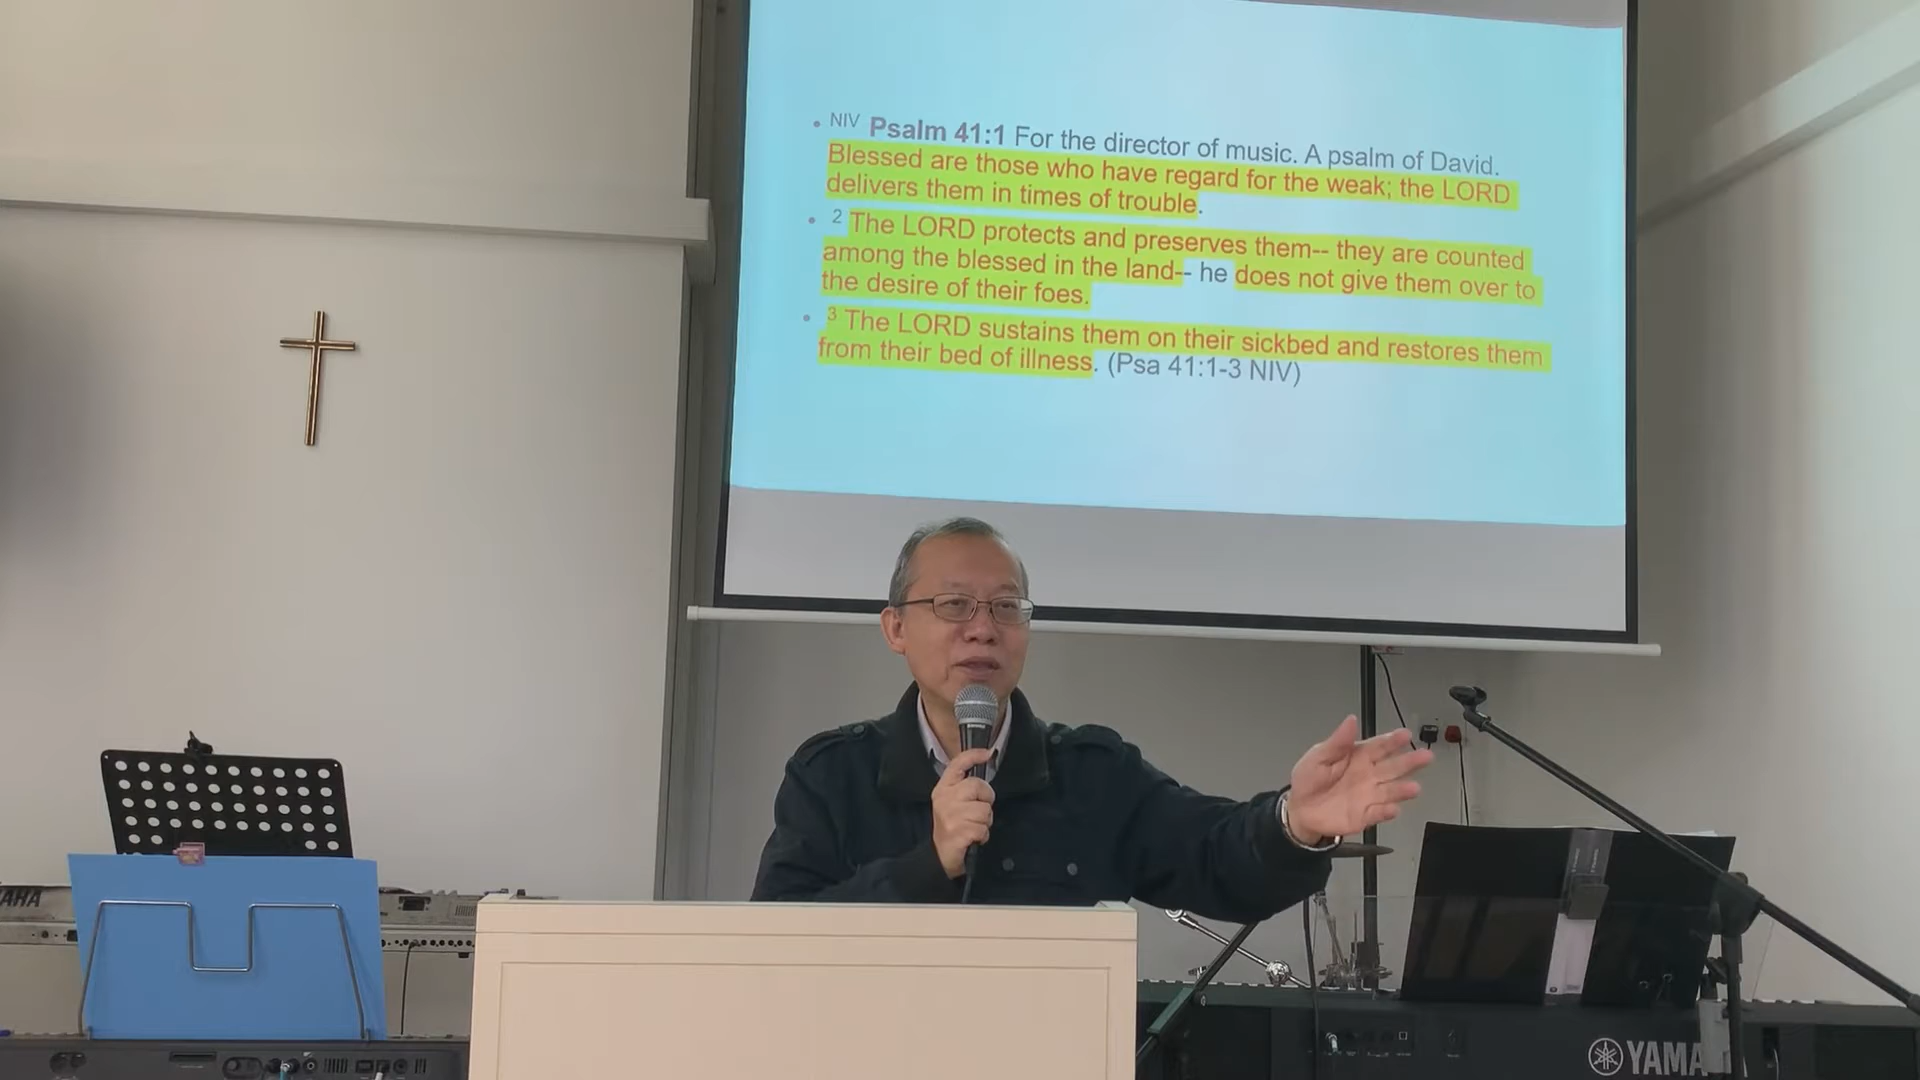 • NIV Psalm 41:1 For the director of music. A psalm of David.
Blessed are those who have regard for the weak; the LORD
delivers them in times of trouble.
• 2 The LORD protects and preserves them-- they are counted
among the blessed in the land-- he does not give them over to
the desire of their foes.
• 3 The LORD sustains them on their sickbed and restores them
from their bed of illness. (Psa 41:1-3 NIV)
AHA
YAMA